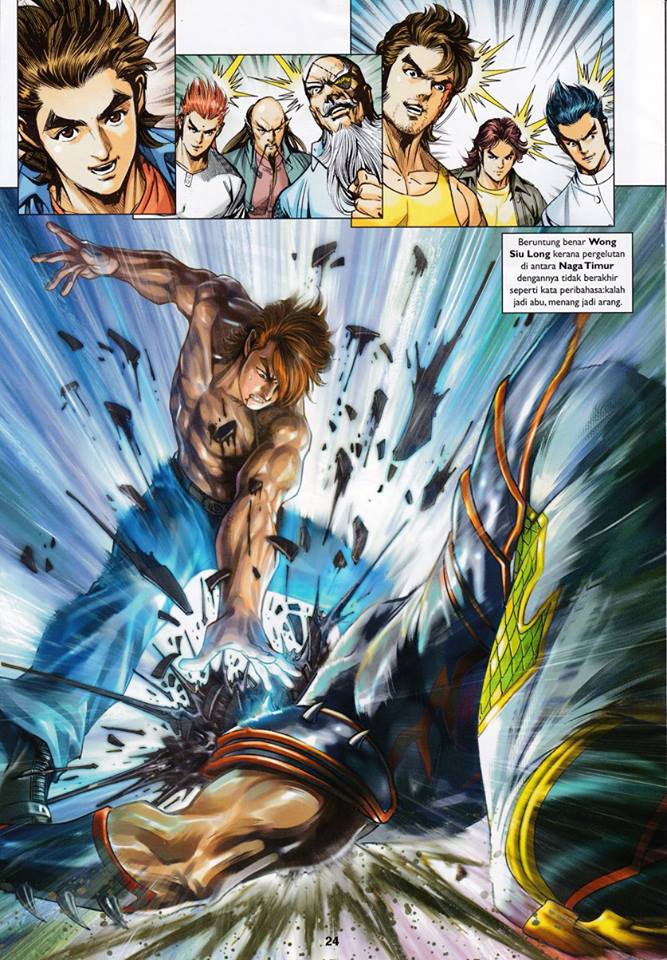 Beruntung benar Wong
Siu Long kerana pergelutan
di antara Naga Timur
dengannya tidak berakhir
seperti kata peribahasa:kalah
jadi abu, menang jadi arang.
24